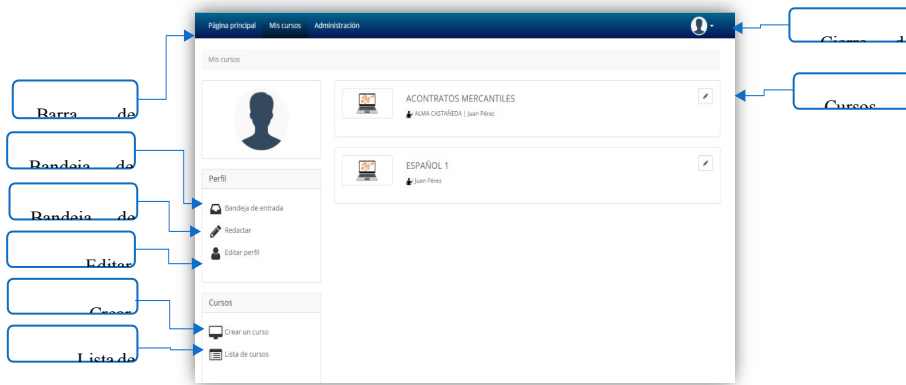 Página principal Mis cursos Administración
Cierre d
Mis cursos
Cursos
ACONTRATOS MERCANTILES
ALMA CASTAÑEDA | Juan Pérez
Barra de
Bandeja de
ESPAÑOL 1
Juan Pérez
Perfil
Bandeja de entrada
Bandeja de
Redactar
Editar perfil
Editar
Cursos
Crear
Crear un curso
Lista de
Lista de cursos